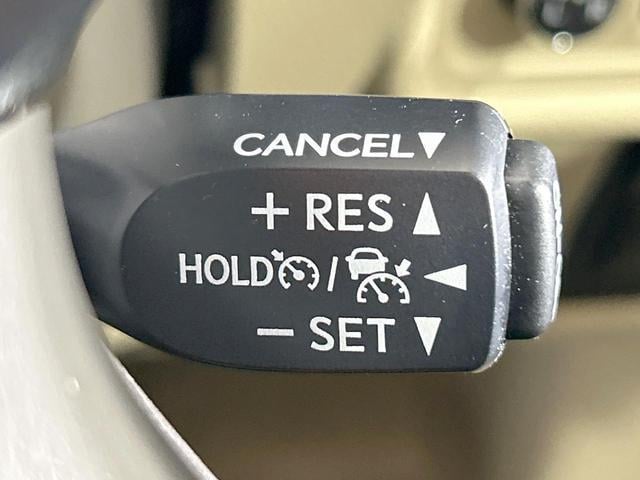 CANCEL▼
+ RES ▲
HOLD / ◀
− SET ▼